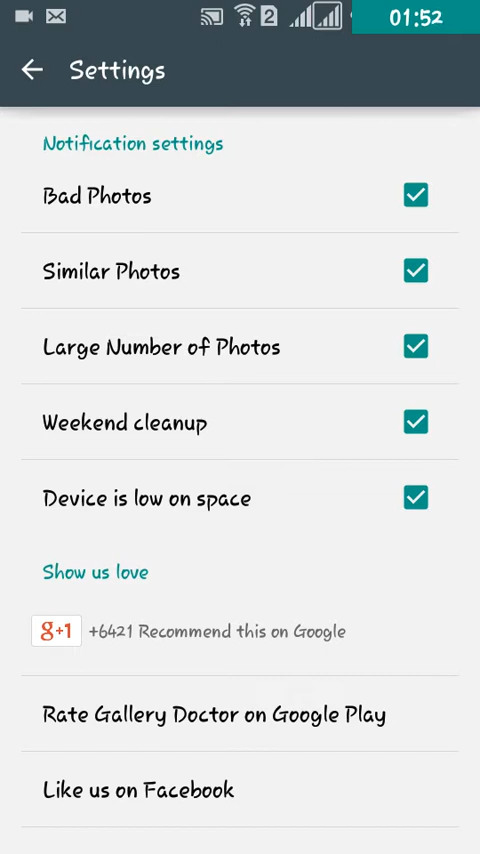 2
01:52
Settings
Notification settings
Bad Photos
Similar Photos
Large Number of Photos
Weekend cleanup
Device is low on space
Show us love
g+1 +6421 Recommend this on Google
Rate Gallery Doctor on Google Play
Like us on Facebook